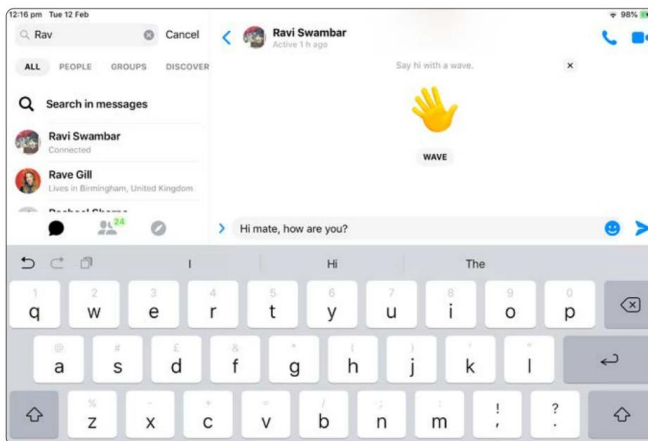 12:16 pm Tue 12 Feb
98%
Rav
Cancel
Ravi Swambar
Active 1 h ago
ALL PEOPLE GROUPS DISCOVER
Say hi with a wave.
Search in messages
Ravi Swambar
Connected
WAVE
Rave Gill
Lives in Birmingham, United Kingdom
24
Hi mate, how are you?
I Hi The
1 2 3 4 5 6 7 8 9 0
q w e r t y u i o p
@ # £ & * ( ) ' "
a s d f g h j k l
% - + = / ; : ! ?
z x c v b n m , .